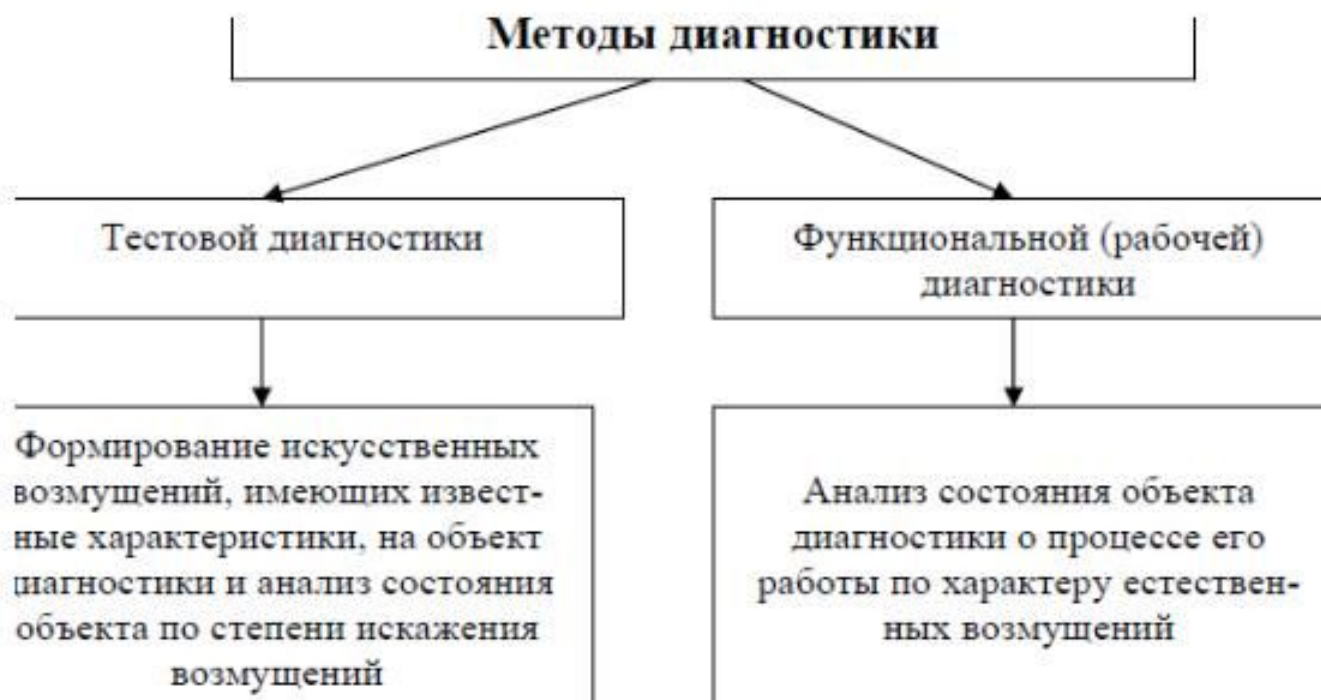 Методы диагностики
Тестовой диагностики
Функциональной (рабочей)
диагностики
Формирование искусственных
возмущений, имеющих извест-
ные характеристики, на объект
диагностики и анализ состояния
объекта по степени искажения
возмущений
Анализ состояния объекта
диагностики о процессе его
работы по характеру естествен-
ных возмущений